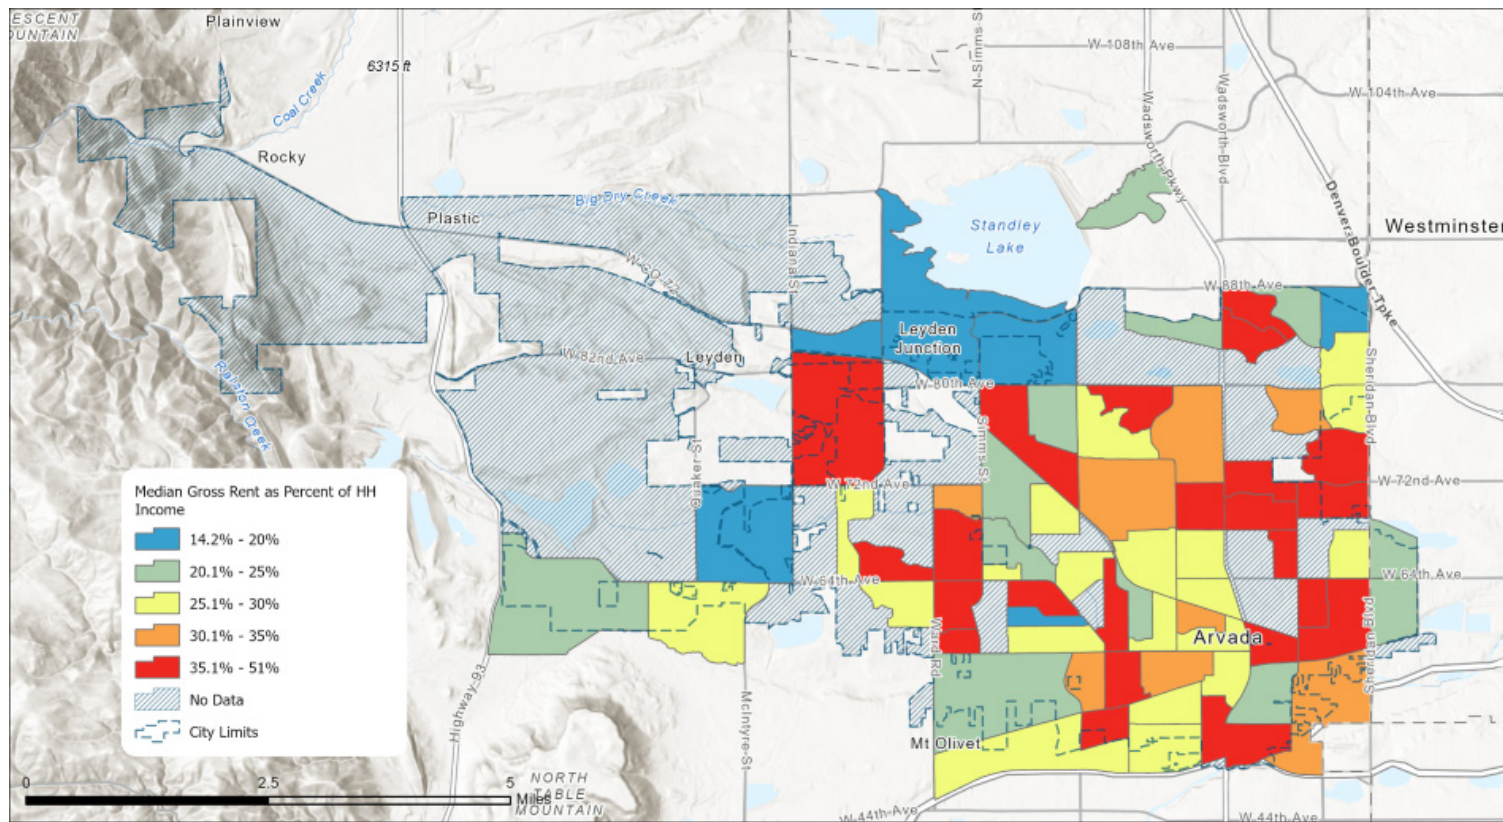 ESCENT
OUNTAIN
Plainview
6315 ft
Coal Creek
Rocky
Plastic
Big Dry Creek
W CO-72
Indiana S
N-Simms-St
W-108th Ave
W-104th-Ave
Wadsworth-Pkwy
Wadsworth-Blvd
Denver-Boulder-Tpke
Westminster
Standley
Lake
W 88th Ave
Leyden
Junction
W 82nd Ave
Leyden
W 80th Ave
Ralston Creek
Quaker-St
Simms-St
Sheridan-Blvd
W 72nd Ave
W 72nd Ave
W 64th Ave
W 64th Ave
Arvada
Ward Rd
Sheridan Blvd
Highway-93
McIntyre-St
Mt Olivet
NORTH
TABLE
MOUNTAIN
W-44th-Ave
W-44th Ave
Median Gross Rent as Percent of HH
Income
14.2% - 20%
20.1% - 25%
25.1% - 30%
30.1% - 35%
35.1% - 51%
No Data
City Limits
0
2.5
5
Miles